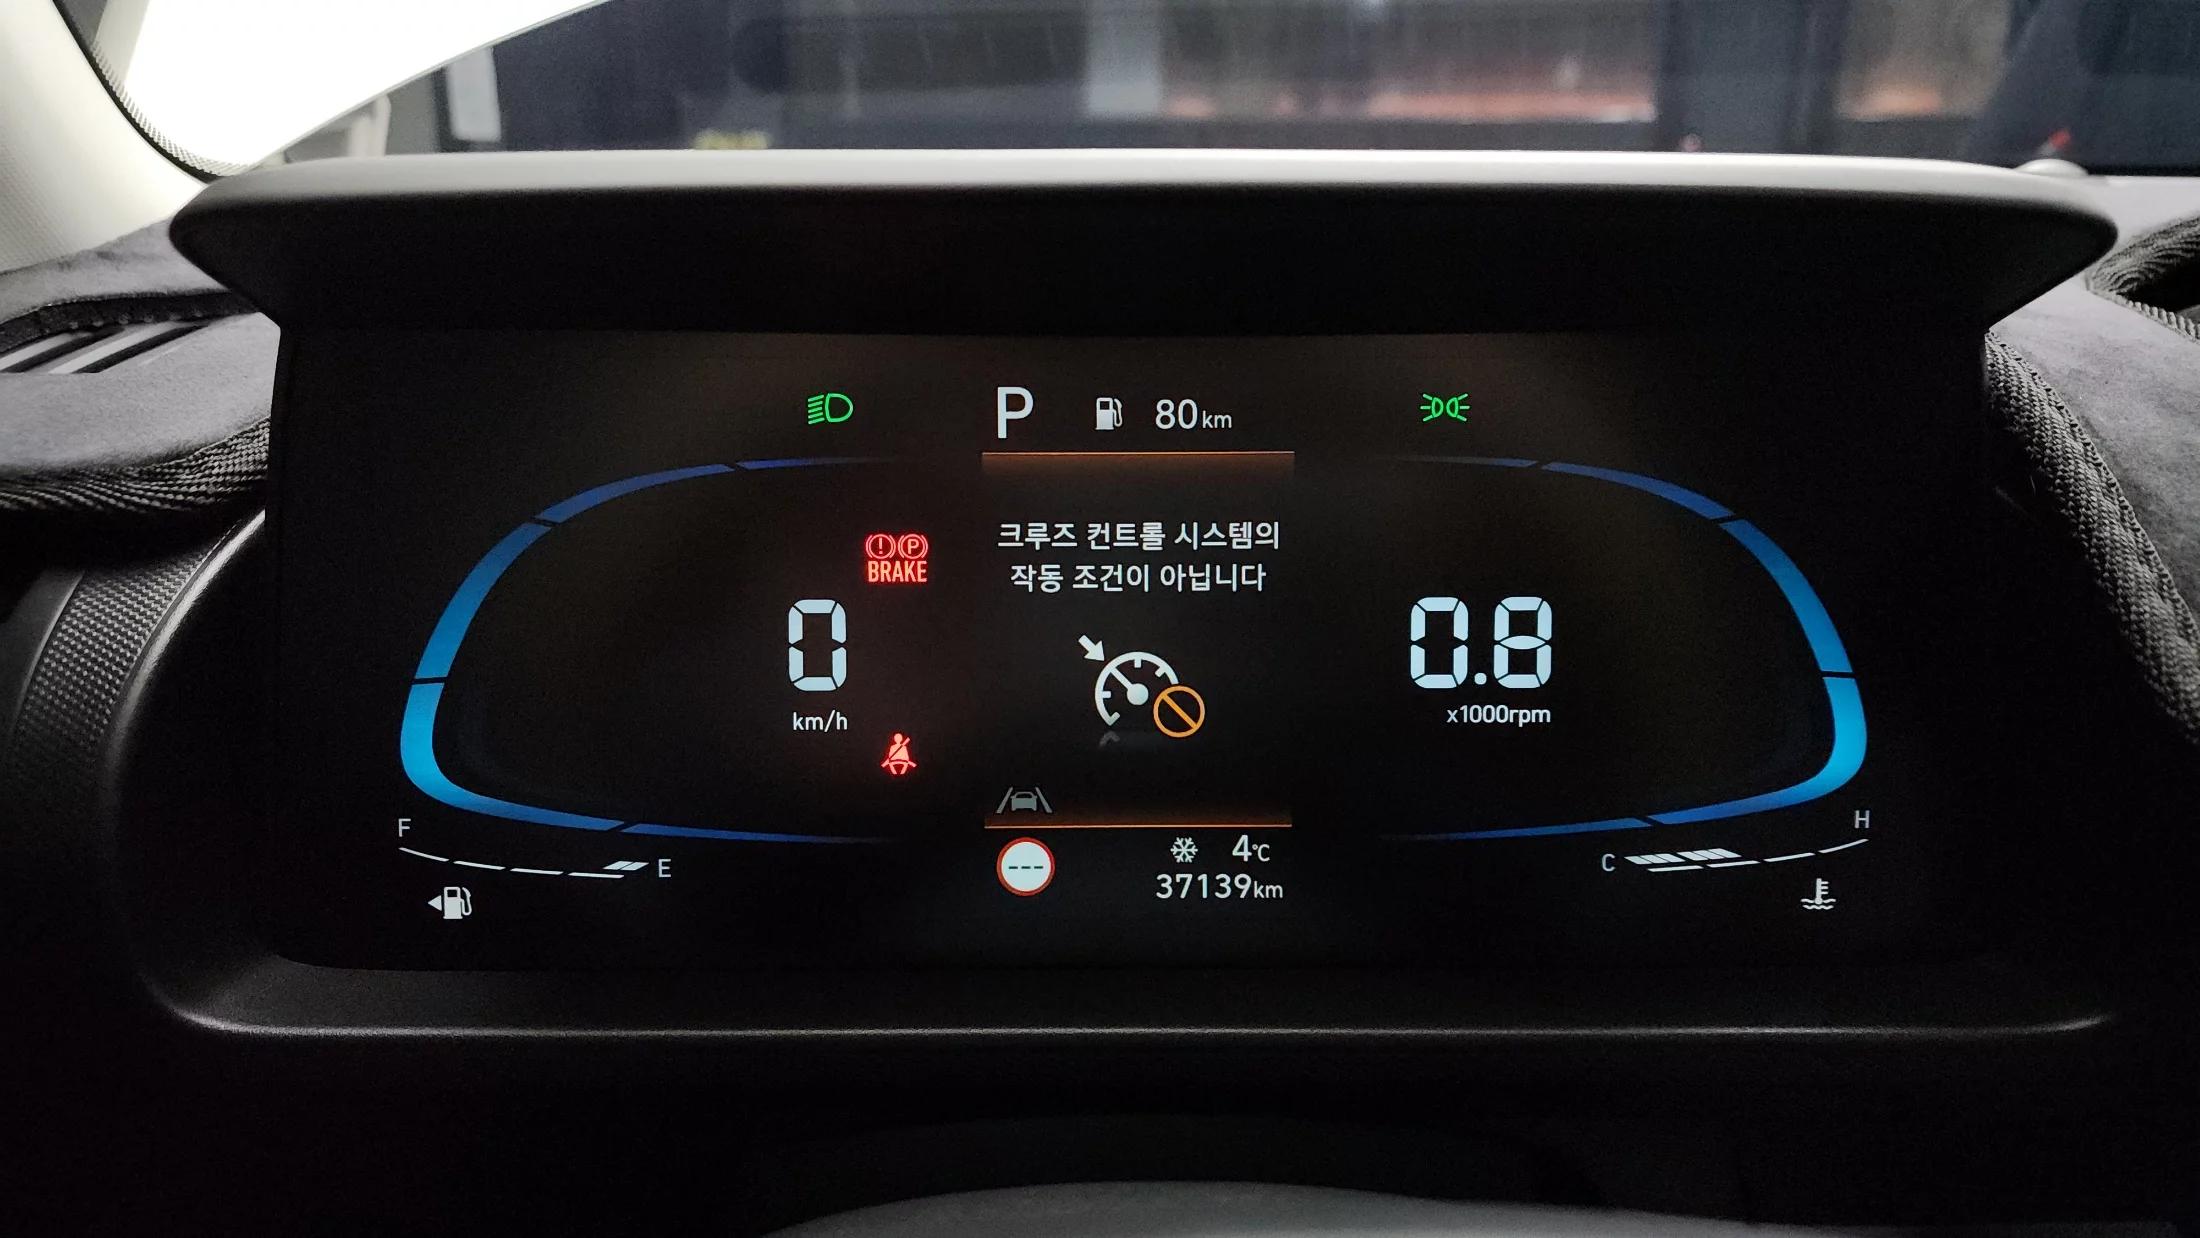 P 80km
크루즈 컨트롤 시스템의
작동 조건이 아닙니다
BRAKE
0
km/h
0.8
x1000rpm
F
E
---
4℃
37139km
C
H